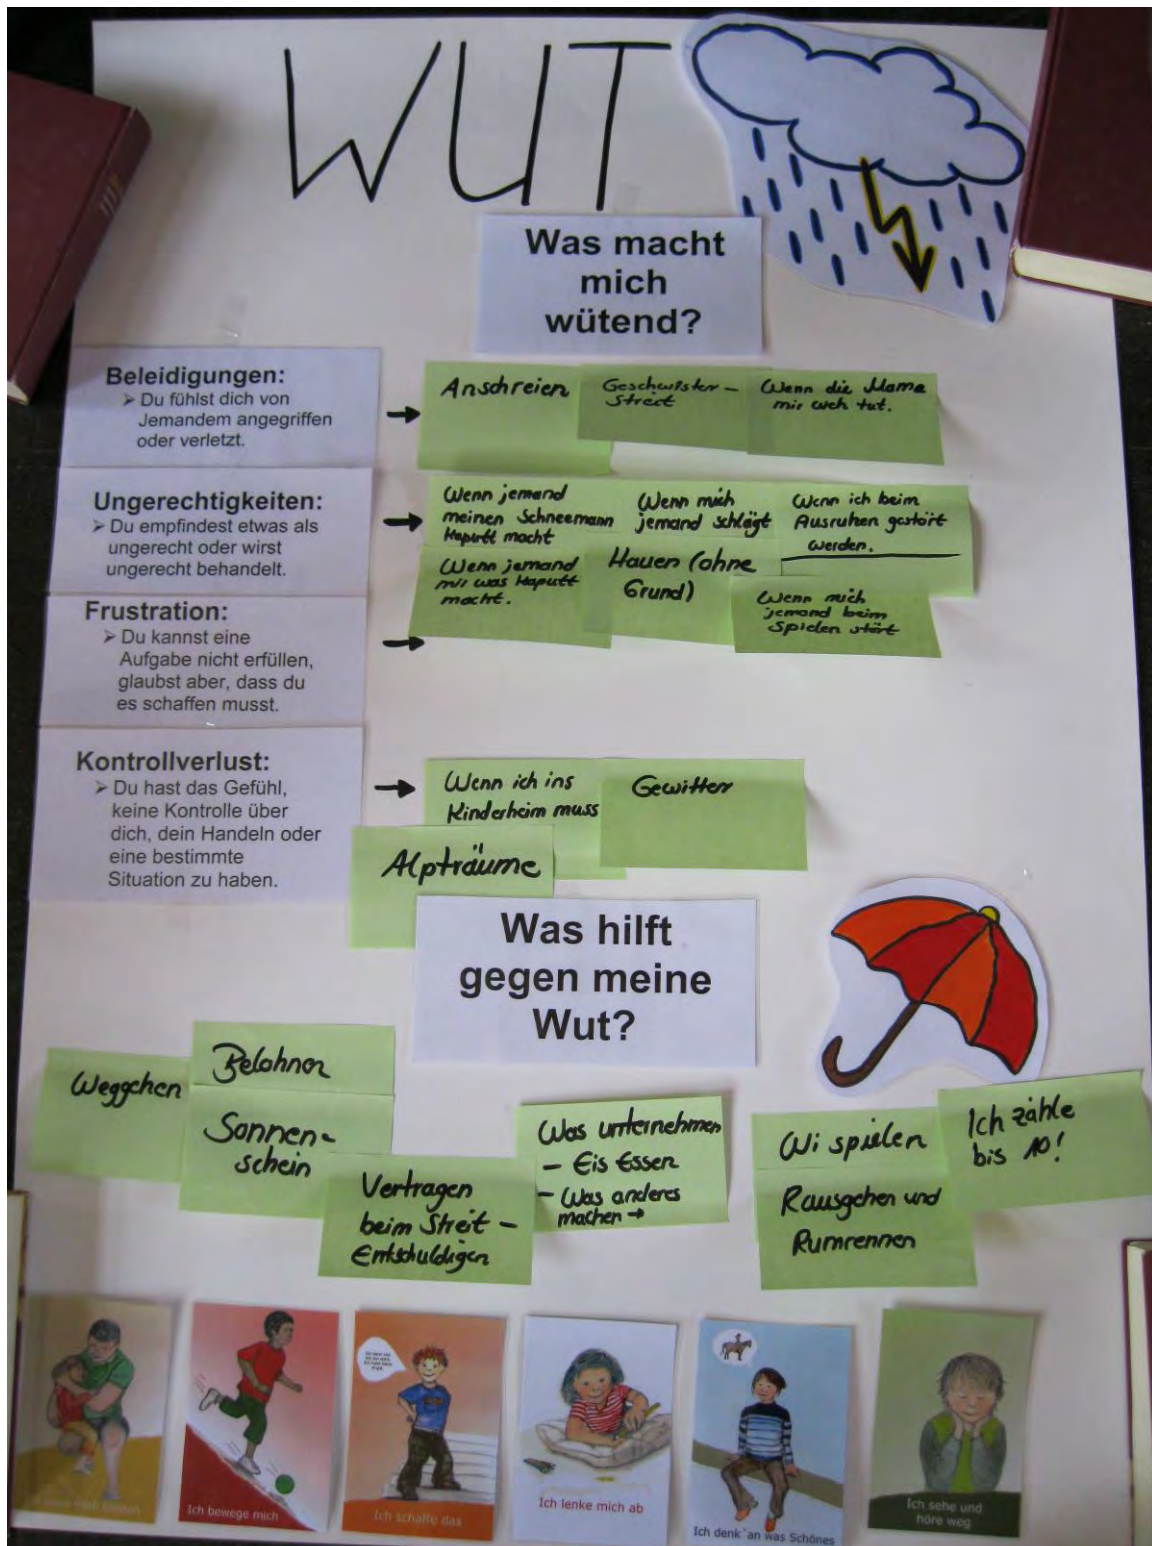 WUT
Was macht
mich
wütend?
Beleidigungen:
➢ Du fühlst dich von
Jemandem angegriffen
oder verletzt.
Anschreien
Geschwister-
Streit
Wenn die Mama
mir weh tut.
Ungerechtigkeiten:
➢ Du empfindest etwas als
ungerecht oder wirst
ungerecht behandelt.
Wenn jemand
meinen Schneemann
Kaputt macht
Wenn mich
jemand schlägt
Wenn ich beim
Ausruhen gestört
werden.
Wenn jemand
mir was Kaputt
macht.
Hauen (ohne
Grund)
Wenn mich
jemand beim
Spielen stört
Frustration:
➢ Du kannst eine
Aufgabe nicht erfüllen,
glaubst aber, dass du
es schaffen musst.
Kontrollverlust:
➢ Du hast das Gefühl,
keine Kontrolle über
dich, dein Handeln oder
eine bestimmte
Situation zu haben.
Wenn ich ins
Kinderheim muss
Gewitter
Alpträume
Was hilft
gegen meine
Wut?
Weggehen
Belohnen
Sonnen-
schein
Vertragen
beim Streit -
Entschuldigen
Was unternehmen
- Eis Essen
- Was anderes
machen →
Wi spielen
Rausgehen und
Rumrennen
Ich zähle
bis 10!
Ich bewege mich
Ich schaffe das
Ich lenke mich ab
Ich denk´an was Schönes
Ich sehe und
höre weg